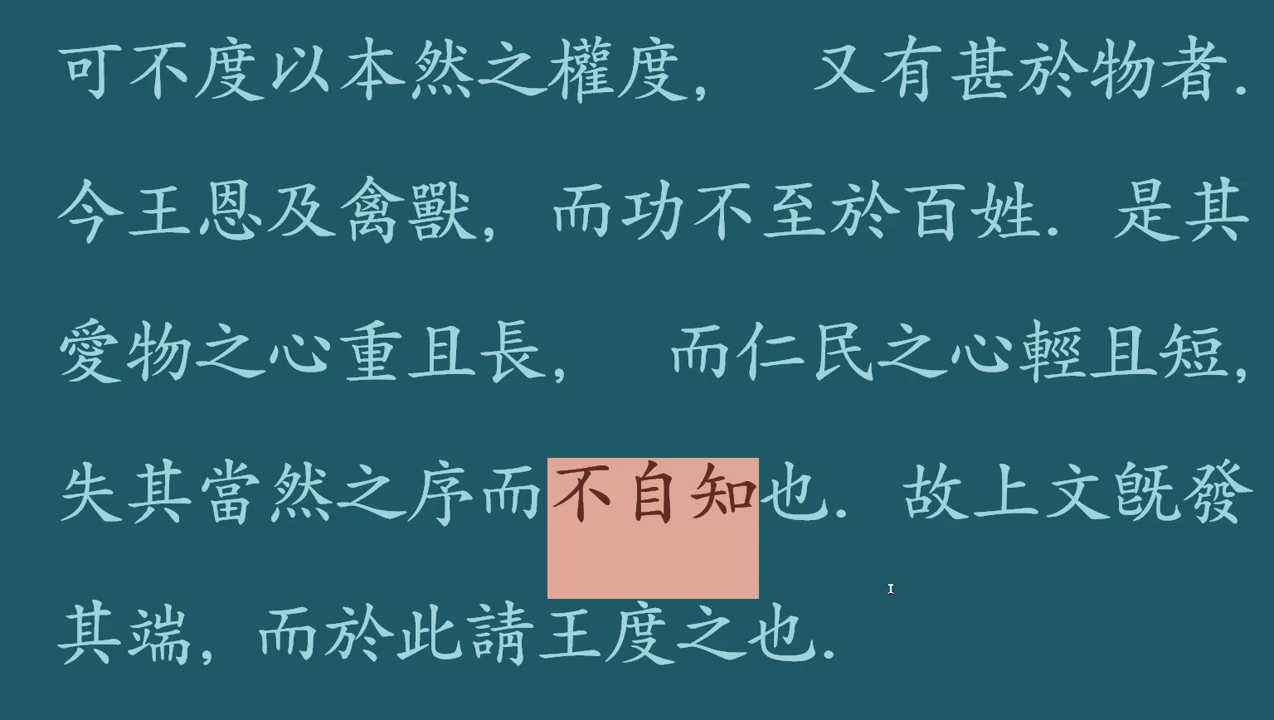 可不度以本然之權度, 又有甚於物者.
今王恩及禽獸, 而功不至於百姓. 是其
愛物之心重且長, 而仁民之心輕且短,
失其當然之序而不自知也. 故上文旣發
其端, 而於此請王度之也.